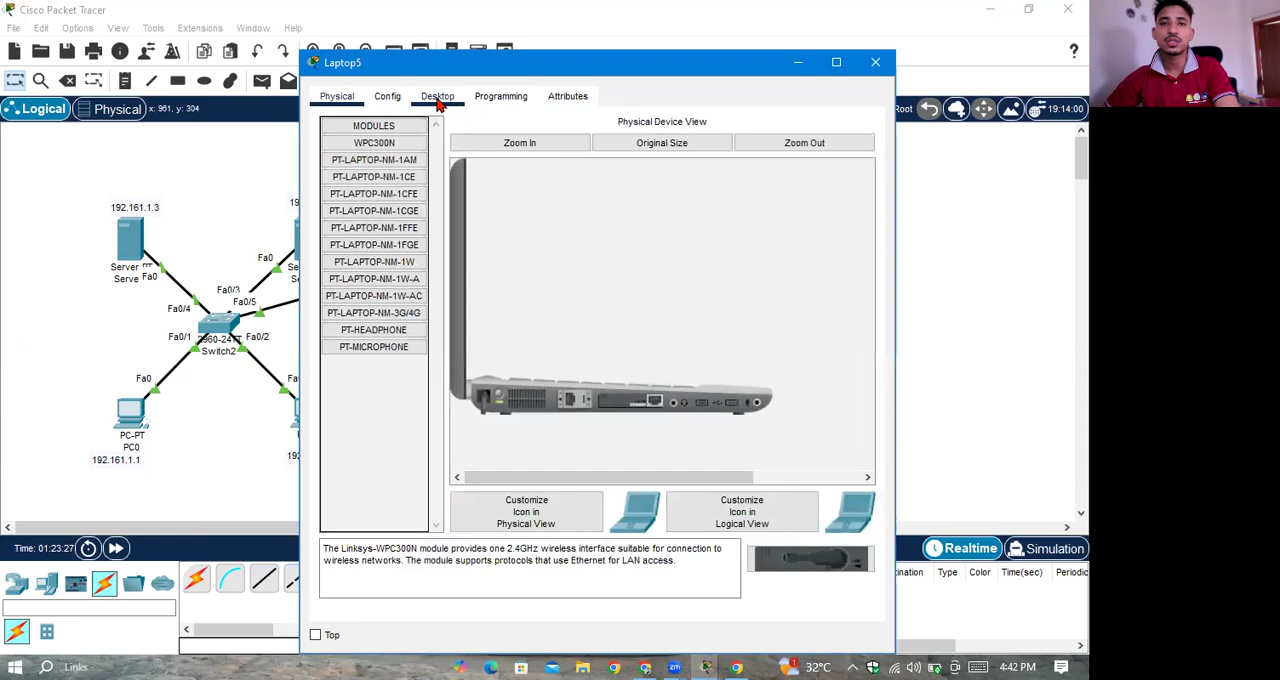 Cisco Packet Tracer
File Edit Options View Tools Extensions Window Help
?
Logical Physical x: 961, y: 304
Root 19:14:00
Laptop5
Physical Config Desktop Programming Attributes
MODULES
WPC300N
PT-LAPTOP-NM-1AM
PT-LAPTOP-NM-1CE
PT-LAPTOP-NM-1CFE
PT-LAPTOP-NM-1CGE
PT-LAPTOP-NM-1FFE
PT-LAPTOP-NM-1FGE
PT-LAPTOP-NM-1W
PT-LAPTOP-NM-1W-A
PT-LAPTOP-NM-1W-AC
PT-LAPTOP-NM-3G/4G
PT-HEADPHONE
PT-MICROPHONE
Physical Device View
Zoom In Original Size Zoom Out
Customize
Icon in
Physical View
Customize
Icon in
Logical View
The Linksys-WPC300N module provides one 2.4GHz wireless interface suitable for connection to
wireless networks. The module supports protocols that use Ethernet for LAN access.
Top
192.161.1.3
19
Server
Serve
Fa0
Fa0
Se
Se
Fa0/3
Fa0/5
Fa0/4
Fa0/1
Fa0/2
Switch2
Fa0
Fa0
PC-PT
PC0
192.161.1.1
192
Time: 01:23:27
Realtime Simulation
Type Color Time(sec) Periodic
Links
32°C 4:42 PM